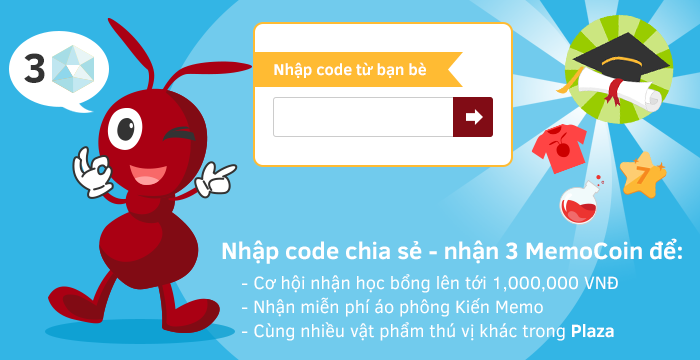 3
Nhập code từ bạn bè
7
Nhập code chia sẻ - nhận 3 MemoCoin để:
- Cơ hội nhận học bổng lên tới 1,000,000 VNĐ
- Nhận miễn phí áo phông Kiến Memo
- Cùng nhiều vật phẩm thú vị khác trong Plaza